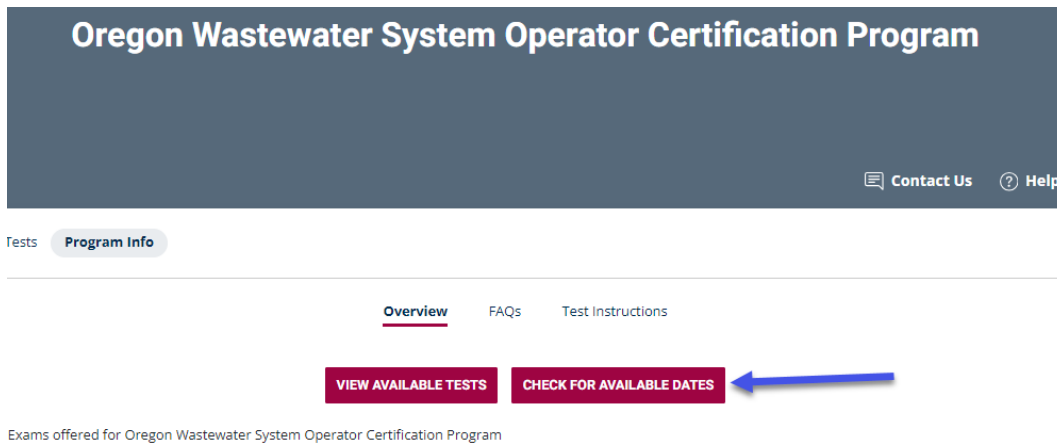 Oregon Wastewater System Operator Certification Program
Contact Us ? Help
Tests Program Info
Overview FAQs Test Instructions
VIEW AVAILABLE TESTS CHECK FOR AVAILABLE DATES
Exams offered for Oregon Wastewater System Operator Certification Program